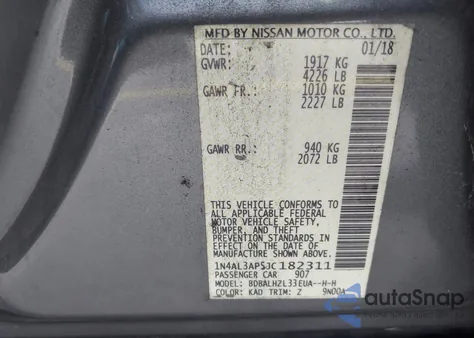 MFD BY NISSAN MOTOR CO., LTD.
DATE: 01/18
GVWR: 1917 KG
4226 LB
GAWR FR.: 1010 KG
2227 LB
GAWR RR.: 940 KG
2072 LB
THIS VEHICLE CONFORMS TO
ALL APPLICABLE FEDERAL
MOTOR VEHICLE SAFETY,
BUMPER, AND THEFT
PREVENTION STANDARDS IN
EFFECT ON THE DATE OF
MANUFACTURE SHOWN ABOVE.
1N4AL3AP5JC182311
PASSENGER CAR 907
MODEL: BDBALHZL33EUA--H-H
COLOR: KAD TRIM: Z 9N00A
autoSnap